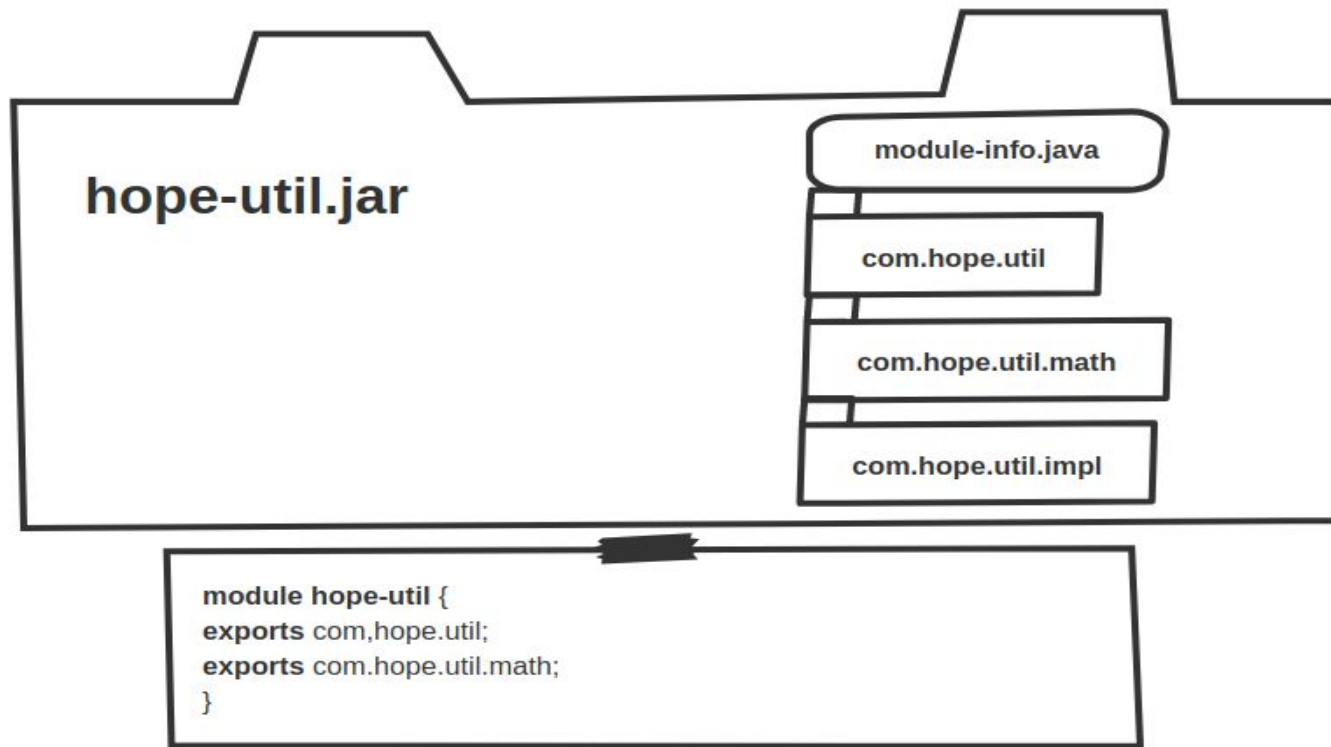 hope-util.jar
module-info.java
com.hope.util
com.hope.util.math
com.hope.util.impl
module hope-util {
exports com,hope.util;
exports com.hope.util.math;
}